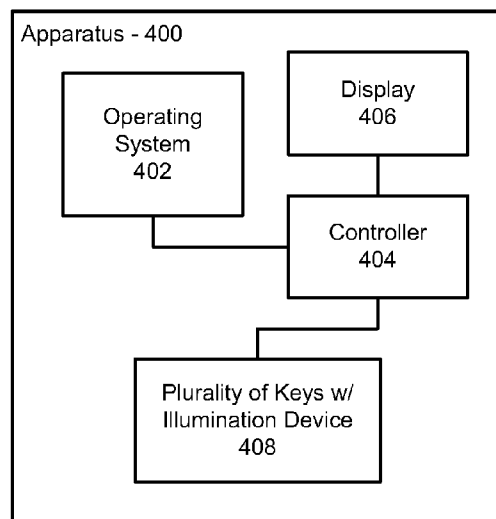 Apparatus - 400
Operating
System
402
Display
406
Controller
404
Plurality of Keys w/
Illumination Device
408